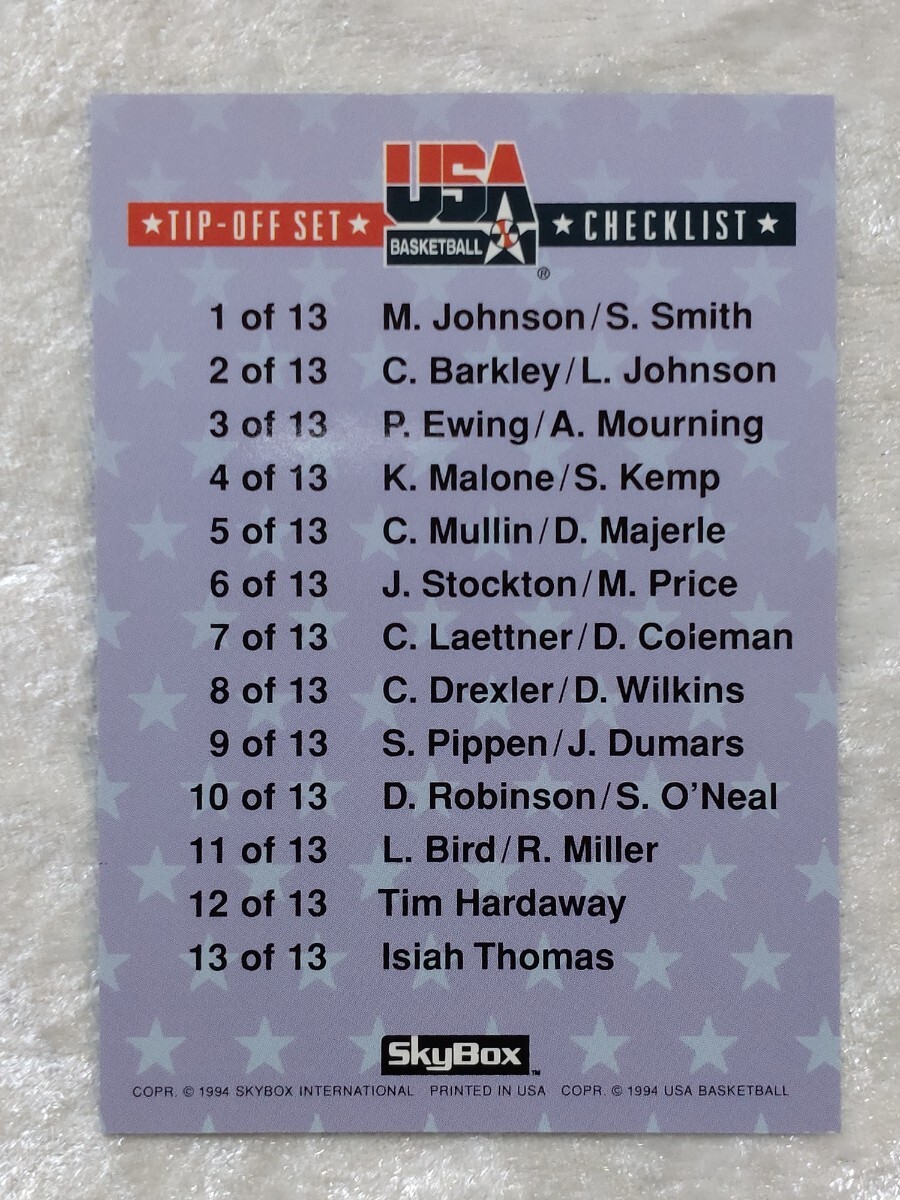 USA
★TIP-OFF SET★ BASKETBALL ★CHECKLIST★
®
1 of 13 M. Johnson/S. Smith
2 of 13 C. Barkley/L. Johnson
3 of 13 P. Ewing/A. Mourning
4 of 13 K. Malone/S. Kemp
5 of 13 C. Mullin/D. Majerle
6 of 13 J. Stockton/M. Price
7 of 13 C. Laettner/D. Coleman
8 of 13 C. Drexler/D. Wilkins
9 of 13 S. Pippen/J. Dumars
10 of 13 D. Robinson/S. O'Neal
11 of 13 L. Bird/R. Miller
12 of 13 Tim Hardaway
13 of 13 Isiah Thomas
SkyBox™
COPR. © 1994 SKYBOX INTERNATIONAL PRINTED IN USA COPR. © 1994 USA BASKETBALL